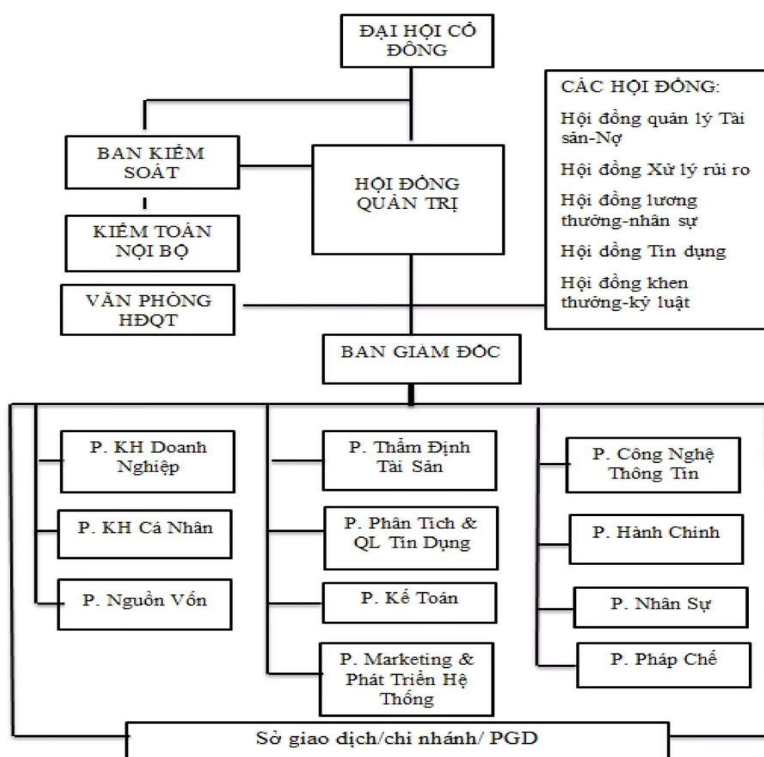 ĐẠI HỘI CỔ
ĐÔNG
CÁC HỘI ĐỒNG:
Hội đồng quản lý Tài
sản-Nợ
Hội đồng Xử lý rủi ro
Hội đồng lương
thưởng-nhân sự
Hội đồng Tín dụng
Hội đồng khen
thưởng-kỷ luật
BAN KIỂM
SOÁT
HỘI ĐỒNG
QUẢN TRỊ
KIỂM TOÁN
NỘI BỘ
VĂN PHÒNG
HĐQT
BAN GIÁM ĐỐC
P. KH Doanh
Nghiệp
P. KH Cá Nhân
P. Nguồn Vốn
P. Thẩm Định
Tài Sản
P. Phân Tích &
QL Tín Dụng
P. Kế Toán
P. Marketing &
Phát Triển Hệ
Thống
P. Công Nghệ
Thông Tin
P. Hành Chính
P. Nhân Sự
P. Pháp Chế
Sở giao dịch/chi nhánh/ PGD